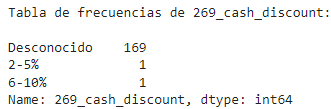 Tabla de frecuencias de 269_cash_discount:
Desconocido    169
2-5%             1
6-10%            1
Name: 269_cash_discount, dtype: int64